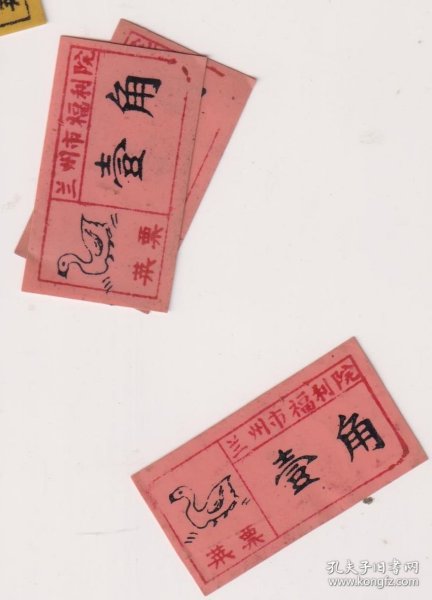 兰州市福利院
壹角
菜票
兰州市福利院
壹角
菜票
孔夫子旧书网
www.kongfz.com